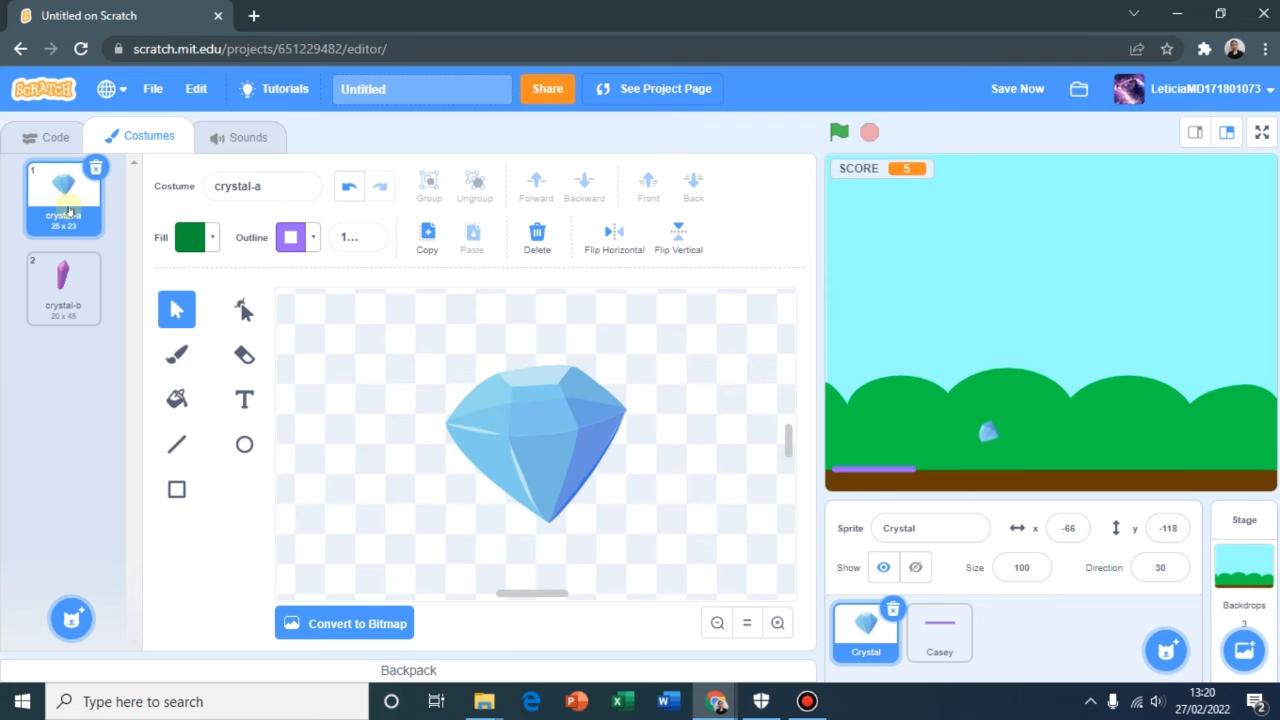 Untitled on Scratch
scratch.mit.edu/projects/651229482/editor/
SCRATCH
File
Edit
Tutorials
Untitled
Share
See Project Page
Save Now
LeticiaMD171801073
Code
Costumes
Sounds
1
25 x 23
2
crystal-b
20 x 48
Costume
crystal-a
Group
Ungroup
Forward
Backward
Front
Back
Fill
Outline
1...
Copy
Paste
Delete
Flip Horizontal
Flip Vertical
T
Convert to Bitmap
SCORE 5
Sprite
Crystal
x
-66
y
-118
Show
Size
100
Direction
30
Crystal
Casey
Stage
Backdrops
3
Backpack
Type here to search
13:20
27/02/2022
2